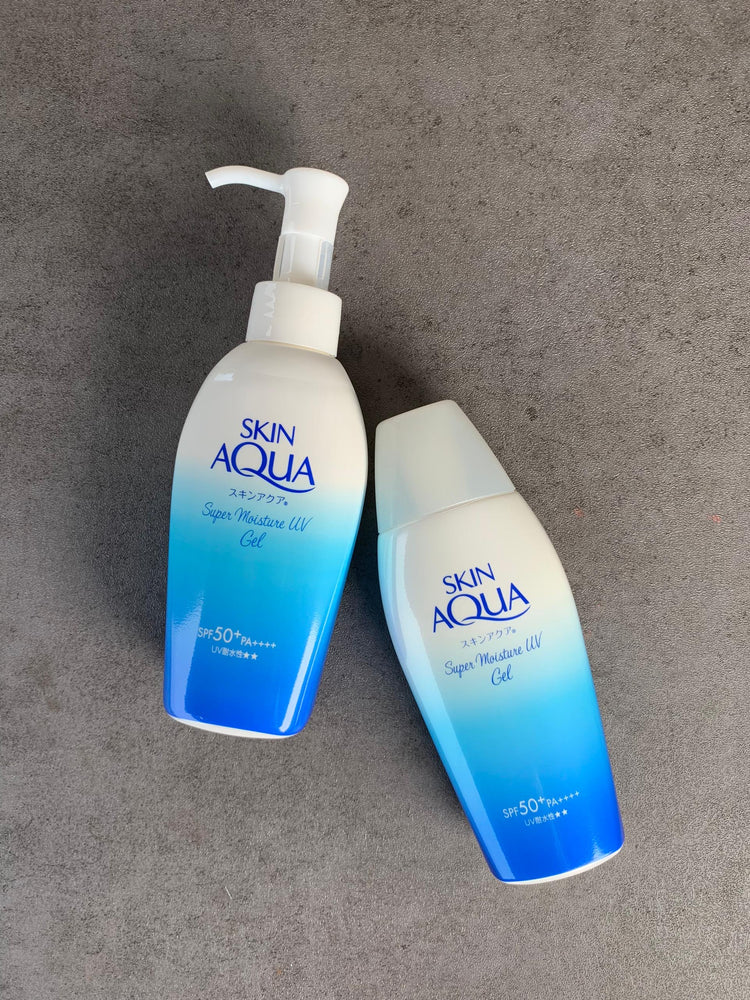 SKIN
AQUA
スキンアクア®
Super Moisture UV
Gel
SPF50+PA++++
UV耐水性★★
SKIN
AQUA
スキンアクア®
Super Moisture UV
Gel
SPF50+PA++++
UV耐水性★★